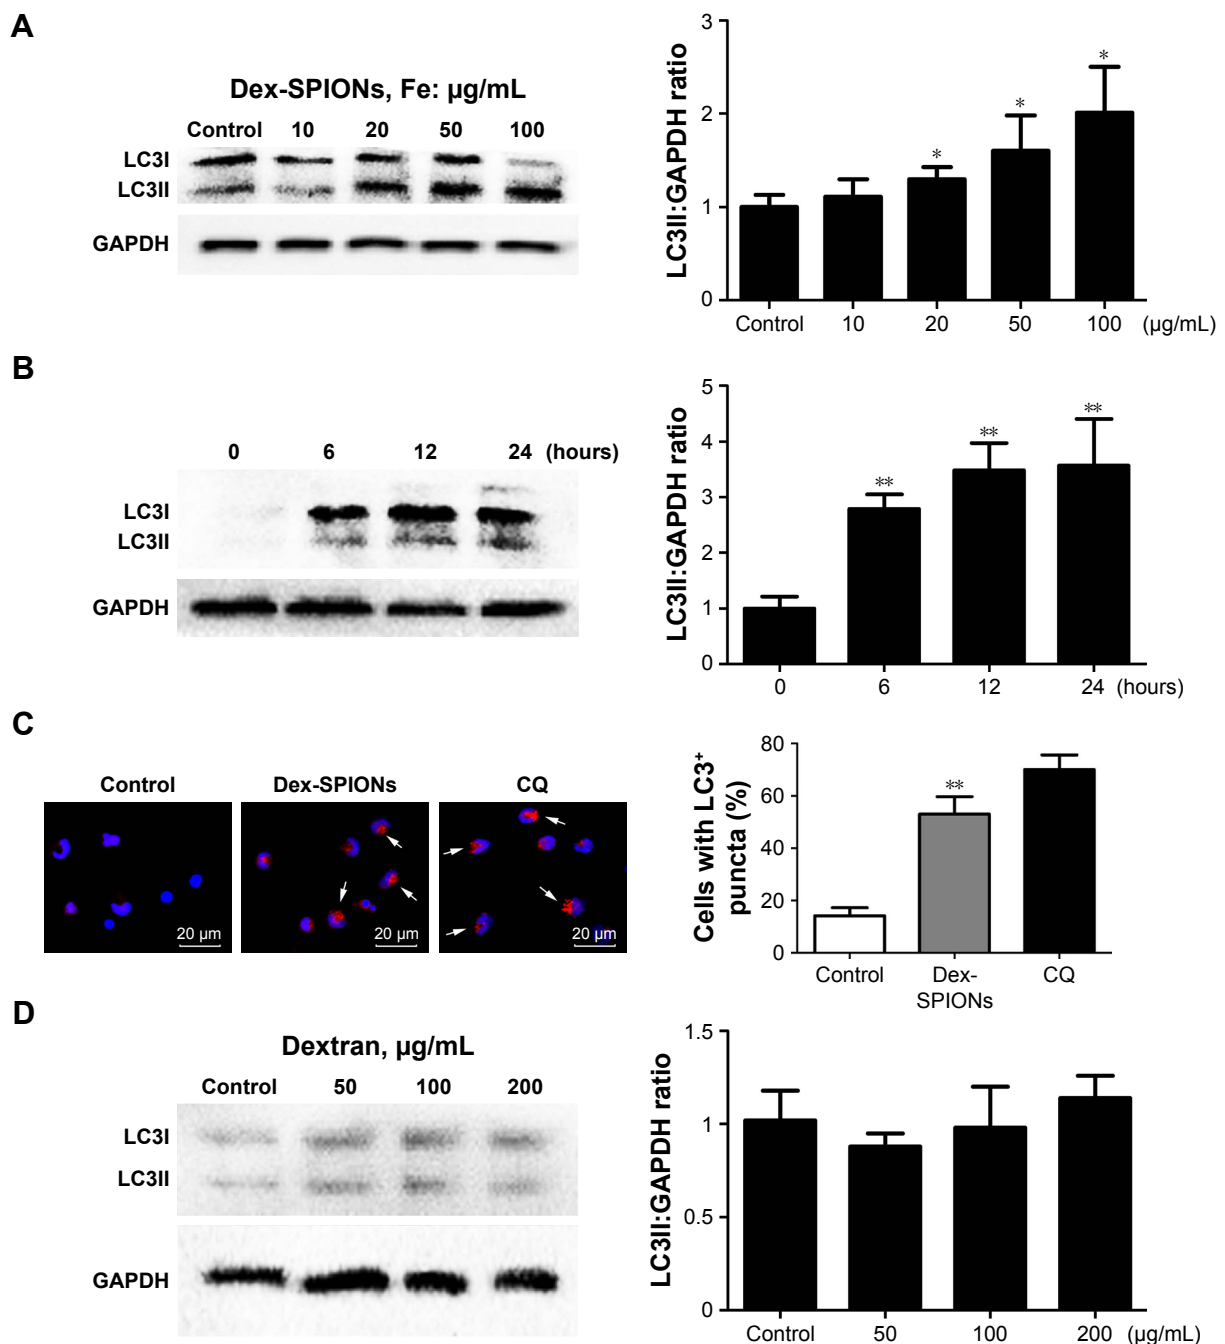 A
Dex-SPIONs, Fe: µg/mL
Control 10 20 50 100
LC3I
LC3II
GAPDH
LC3II:GAPDH ratio
3
2
1
0
* * *
Control 10 20 50 100 (µg/mL)
B
0 6 12 24 (hours)
LC3I
LC3II
GAPDH
LC3II:GAPDH ratio
5
4
3
2
1
0
** ** **
0 6 12 24 (hours)
C
Control Dex-SPIONs CQ
20 µm 20 µm 20 µm
Cells with LC3+
puncta (%)
80
60
40
20
0
**
Control Dex- CQ
SPIONs
D
Dextran, µg/mL
Control 50 100 200
LC3I
LC3II
GAPDH
LC3II:GAPDH ratio
1.5
1
0.5
0
Control 50 100 200 (µg/mL)